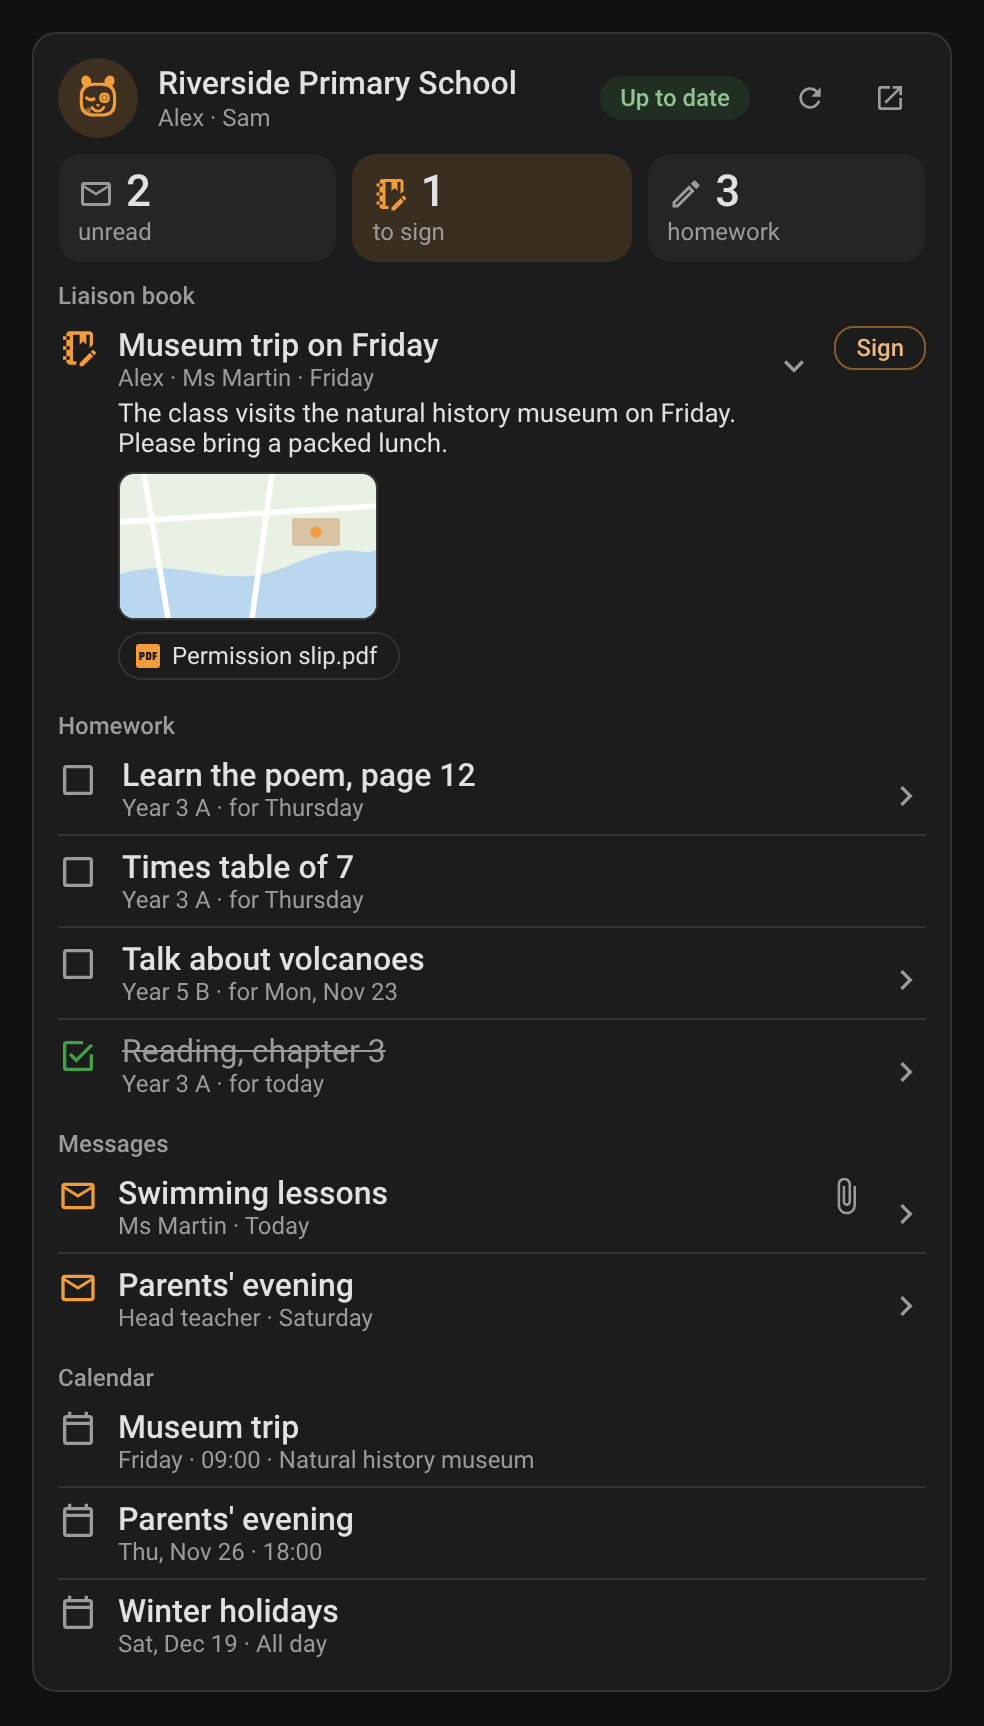 Riverside Primary School
Alex · Sam
Up to date
2
unread
1
to sign
3
homework
Liaison book
Museum trip on Friday
Alex · Ms Martin · Friday
Sign
The class visits the natural history museum on Friday.
Please bring a packed lunch.
PDF Permission slip.pdf
Homework
Learn the poem, page 12
Year 3 A · for Thursday
Times table of 7
Year 3 A · for Thursday
Talk about volcanoes
Year 5 B · for Mon, Nov 23
Reading, chapter 3
Year 3 A · for today
Messages
Swimming lessons
Ms Martin · Today
Parents' evening
Head teacher · Saturday
Calendar
Museum trip
Friday · 09:00 · Natural history museum
Parents' evening
Thu, Nov 26 · 18:00
Winter holidays
Sat, Dec 19 · All day